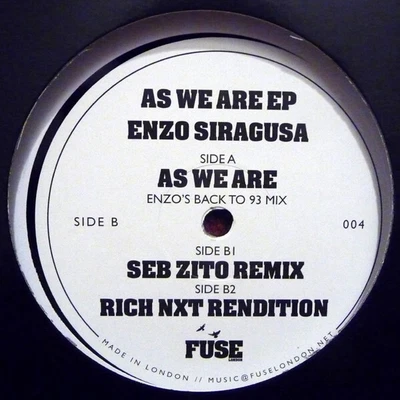 AS WE ARE EP
ENZO SIRAGUSA
SIDE A
AS WE ARE
ENZO'S BACK TO 93 MIX
SIDE B
004
SIDE B1
SEB ZITO REMIX
SIDE B2
RICH NXT RENDITION
FUSE
LONDON
MADE IN LONDON // MUSIC@FUSELONDON.NET